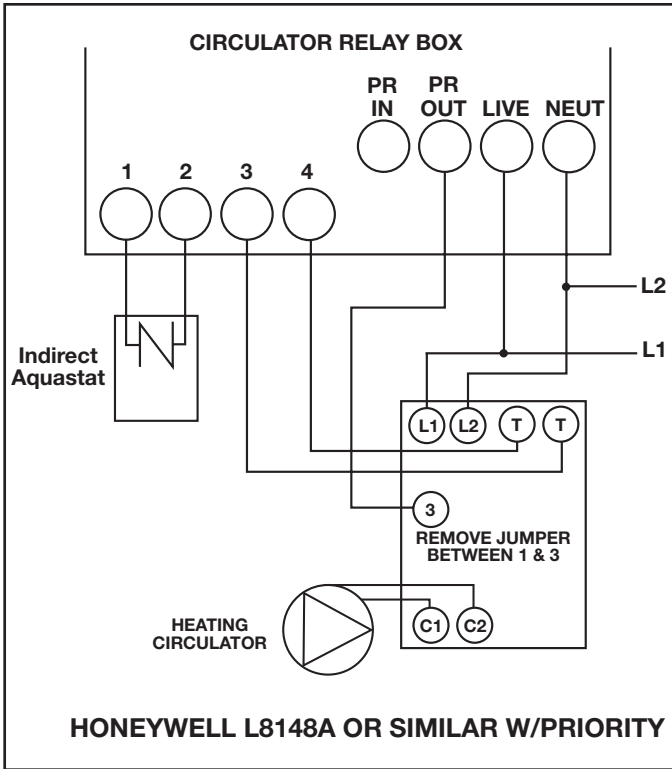 CIRCULATOR RELAY BOX
PR IN
PR OUT
LIVE
NEUT
1
2
3
4
L2
L1
Indirect
Aquastat
L1
L2
T
T
3
REMOVE JUMPER
BETWEEN 1 & 3
HEATING
CIRCULATOR
C1
C2
HONEYWELL L8148A OR SIMILAR W/PRIORITY